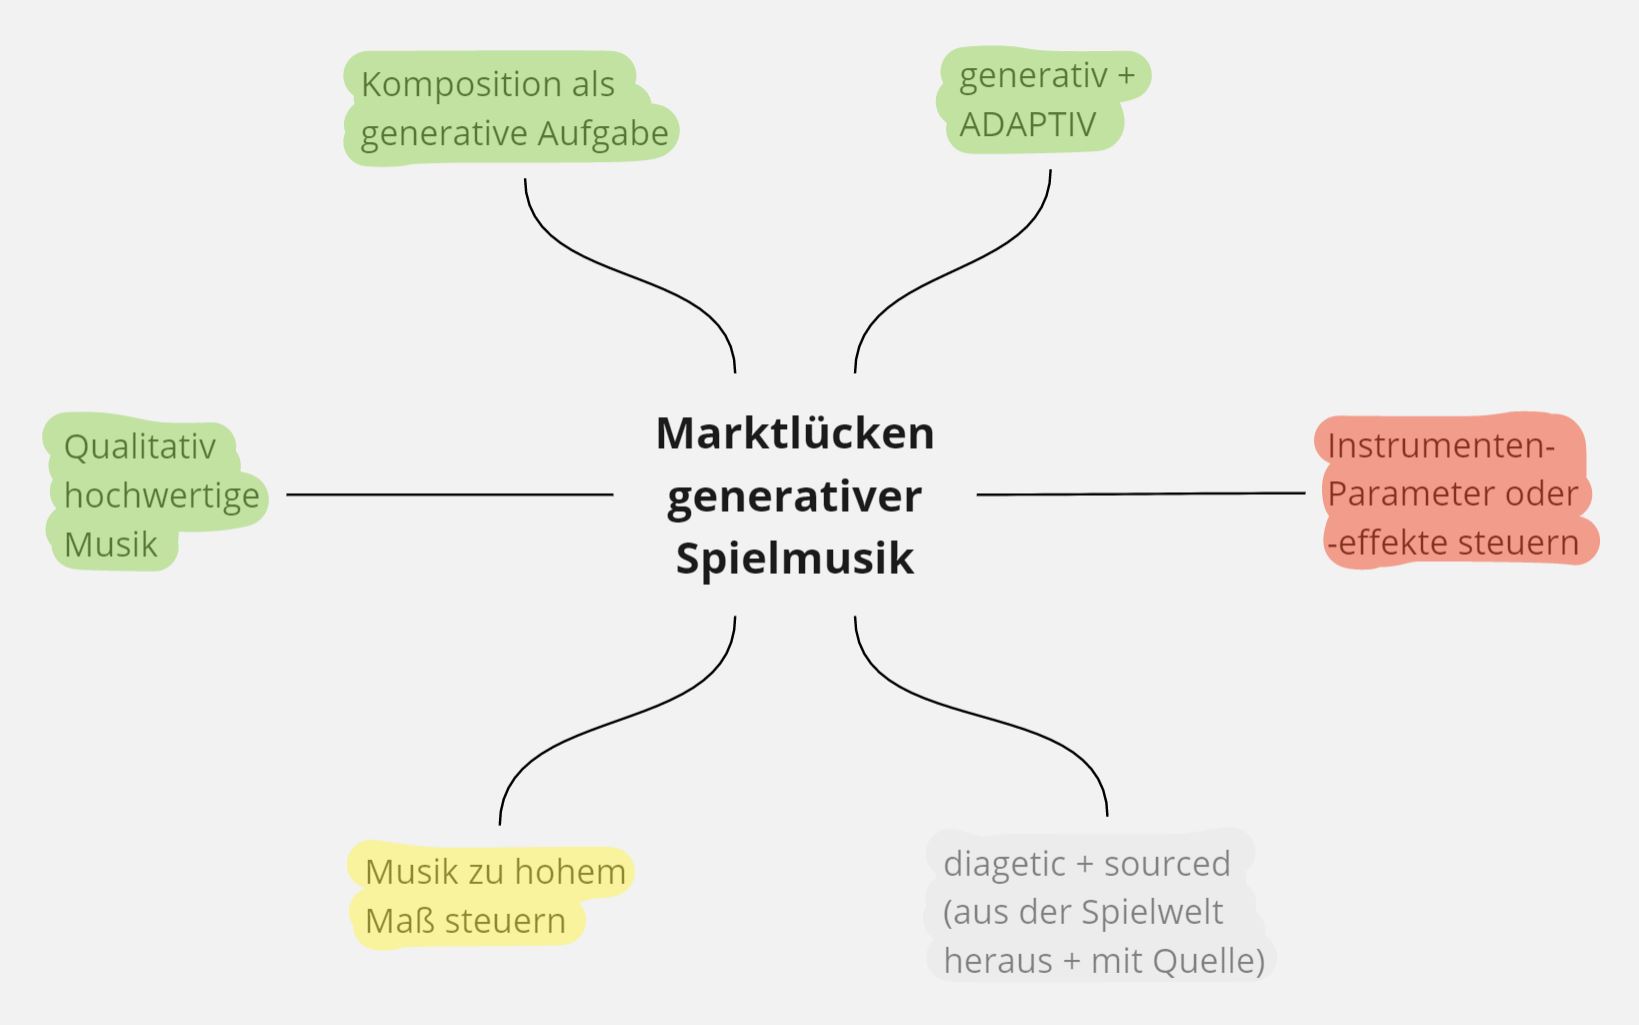 Komposition als
generative Aufgabe
generativ +
ADAPTIV
Qualitativ
hochwertige
Musik
Marktlücken
generativer
Spielmusik
Instrumenten-
Parameter oder
-effekte steuern
Musik zu hohem
Maß steuern
diagetic + sourced
(aus der Spielwelt
heraus + mit Quelle)